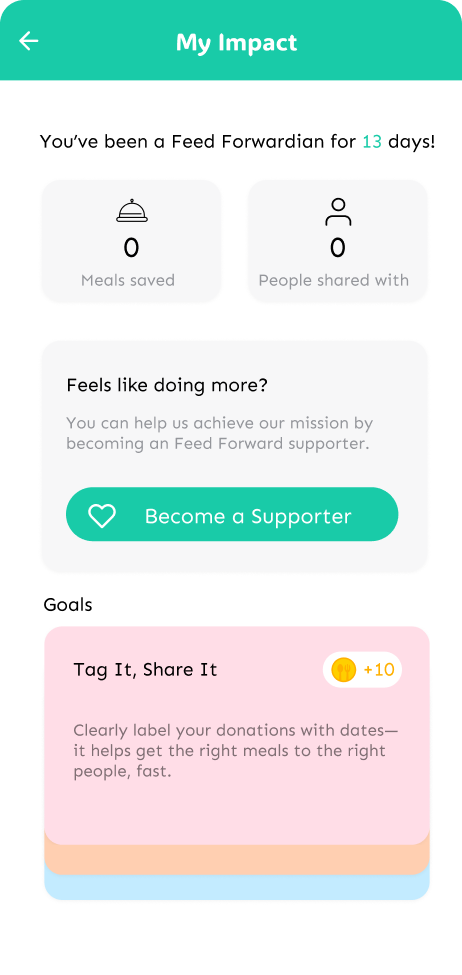 My Impact
You’ve been a Feed Forwardian for 13 days!
0
Meals saved
0
People shared with
Feels like doing more?
You can help us achieve our mission by
becoming an Feed Forward supporter.
Become a Supporter
Goals
Tag It, Share It
+10
Clearly label your donations with dates—
it helps get the right meals to the right
people, fast.